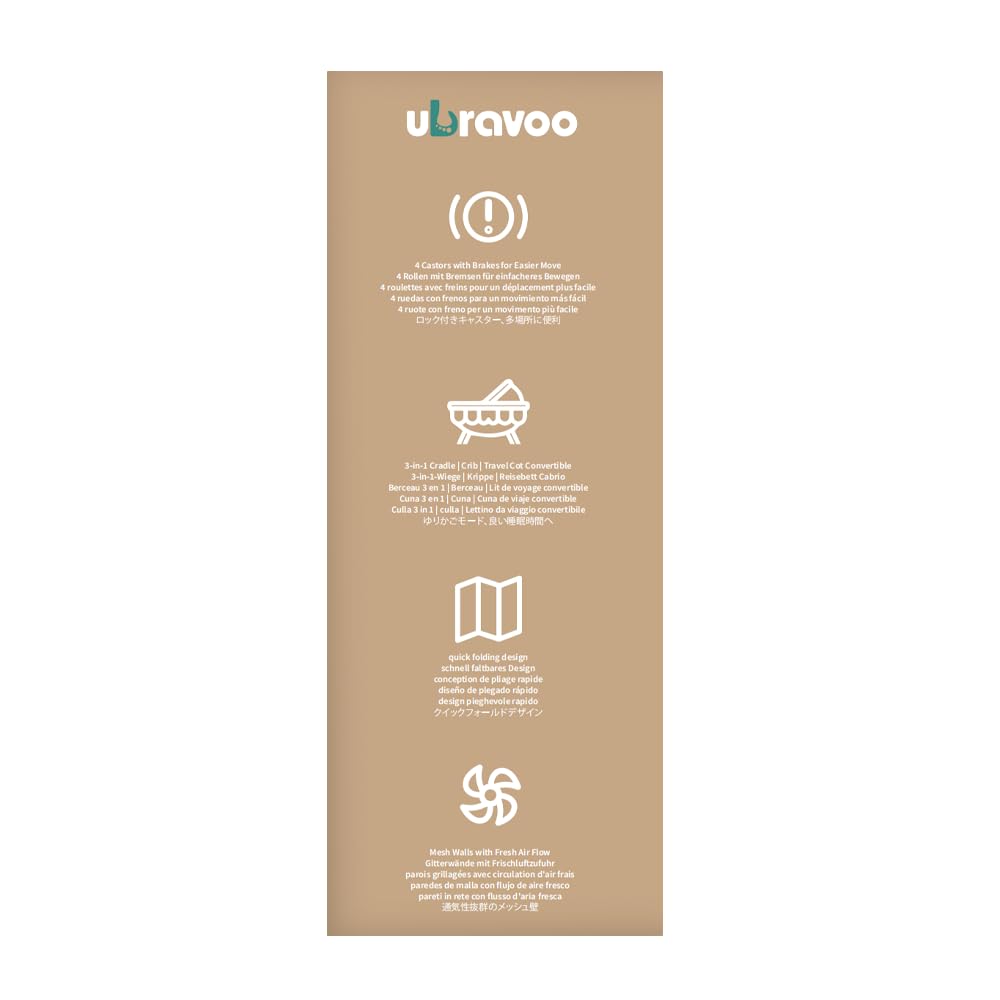 ubravoo
4 Castors with Brakes for Easier Move
4 Rollen mit Bremsen für einfacheres Bewegen
4 roulettes avec freins pour un déplacement plus facile
4 ruedas con frenos para un movimiento más fácil
4 ruote con freno per un movimento più facile
ロック付きキャスター、多場所に便利
3-in-1 Cradle | Crib | Travel Cot Convertible
3-in-1-Wiege | Krippe | Reisebett Cabrio
Berceau 3 en 1 | Berceau | Lit de voyage convertible
Cuna 3 en 1 | Cuna | Cuna de viaje convertible
Culla 3 in 1 | culla | Lettino da viaggio convertibile
ゆりかごモード、良い睡眠時間へ
quick folding design
schnell faltbares Design
conception de pliage rapide
diseño de plegado rápido
design pieghevole rapido
クイックフォールドデザイン
Mesh Walls with Fresh Air Flow
Gitterwände mit Frischluftzufuhr
parois grillagées avec circulation d'air frais
paredes de malla con flujo de aire fresco
pareti in rete con flusso d'aria fresca
通気性抜群のメッシュ壁